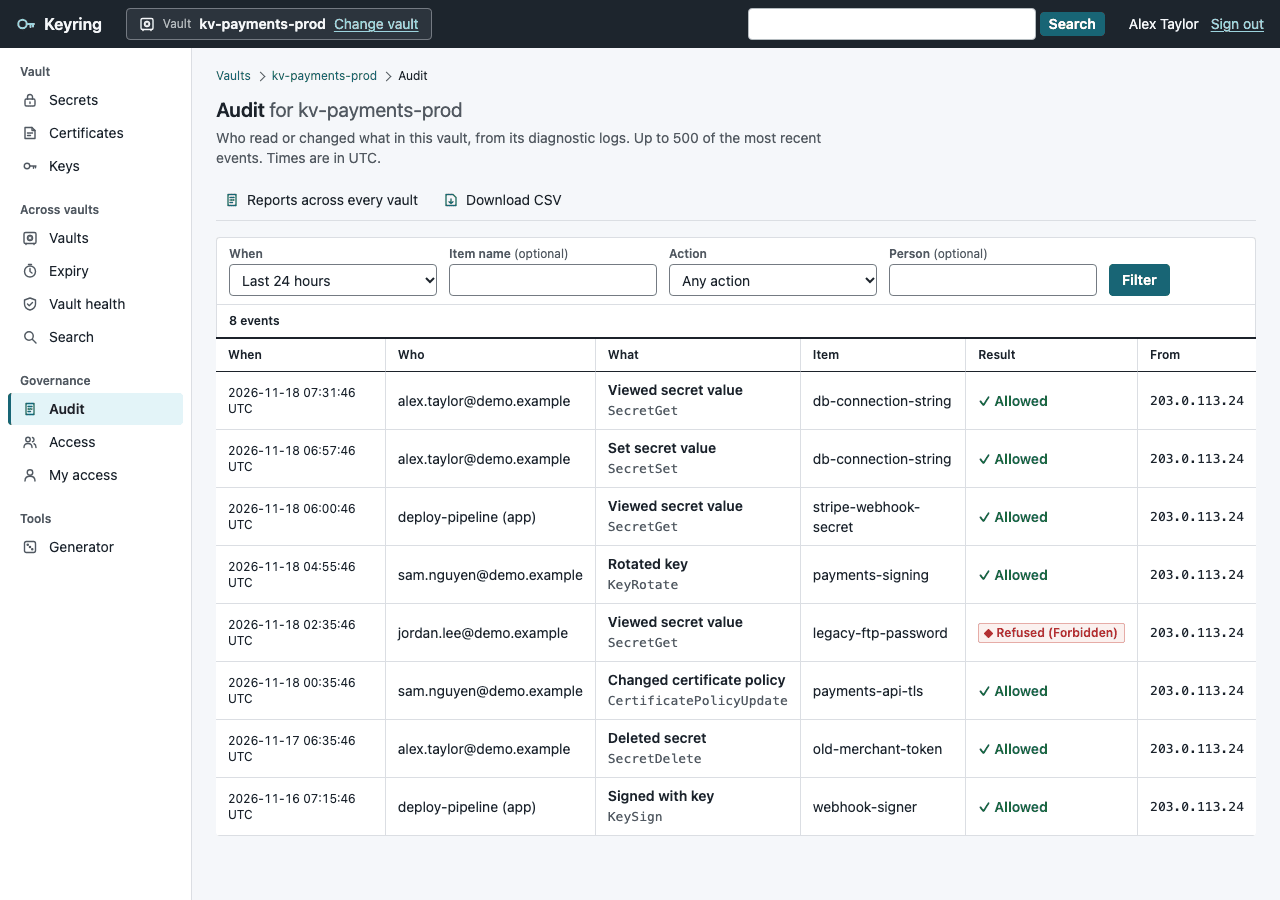 Keyring
Vault kv-payments-prod Change vault
Search
Alex Taylor Sign out
Vault
Secrets
Certificates
Keys
Across vaults
Vaults
Expiry
Vault health
Search
Governance
Audit
Access
My access
Tools
Generator
Vaults kv-payments-prod Audit
Audit for kv-payments-prod
Who read or changed what in this vault, from its diagnostic logs. Up to 500 of the most recent
events. Times are in UTC.
Reports across every vault Download CSV
When Item name (optional) Action Person (optional)
Last 24 hours Any action Filter
8 events
When Who What Item Result From
2026-11-18 07:31:46 UTC alex.taylor@demo.example Viewed secret value SecretGet db-connection-string Allowed 203.0.113.24
2026-11-18 06:57:46 UTC alex.taylor@demo.example Set secret value SecretSet db-connection-string Allowed 203.0.113.24
2026-11-18 06:00:46 UTC deploy-pipeline (app) Viewed secret value SecretGet stripe-webhook-secret Allowed 203.0.113.24
2026-11-18 04:55:46 UTC sam.nguyen@demo.example Rotated key KeyRotate payments-signing Allowed 203.0.113.24
2026-11-18 02:35:46 UTC jordan.lee@demo.example Viewed secret value SecretGet legacy-ftp-password Refused (Forbidden) 203.0.113.24
2026-11-18 00:35:46 UTC sam.nguyen@demo.example Changed certificate policy CertificatePolicyUpdate payments-api-tls Allowed 203.0.113.24
2026-11-17 06:35:46 UTC alex.taylor@demo.example Deleted secret SecretDelete old-merchant-token Allowed 203.0.113.24
2026-11-16 07:15:46 UTC deploy-pipeline (app) Signed with key KeySign webhook-signer Allowed 203.0.113.24